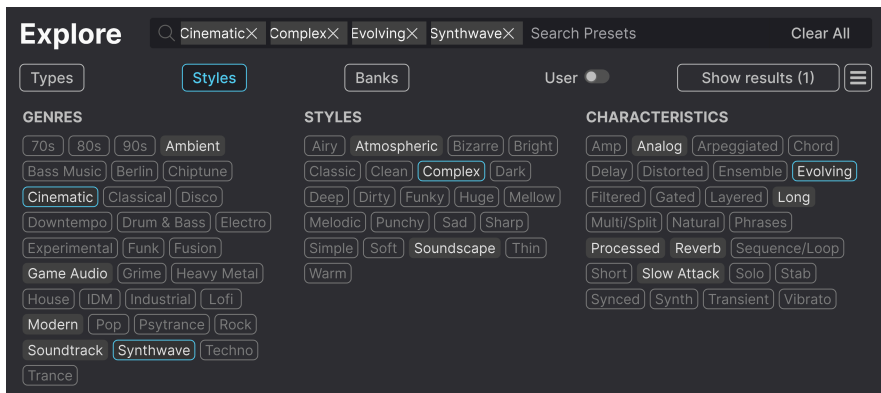 Explore Cinematic× Complex× Evolving× Synthwave× Search Presets Clear All
Types Styles Banks User Show results (1)
GENRES
70s 80s 90s Ambient
Bass Music Berlin Chiptune
Cinematic Classical Disco
Downtempo Drum & Bass Electro
Experimental Funk Fusion
Game Audio Grime Heavy Metal
House IDM Industrial Lofi
Modern Pop Psytrance Rock
Soundtrack Synthwave Techno
Trance
STYLES
Airy Atmospheric Bizarre Bright
Classic Clean Complex Dark
Deep Dirty Funky Huge Mellow
Melodic Punchy Sad Sharp
Simple Soft Soundscape Thin
Warm
CHARACTERISTICS
Amp Analog Arpeggiated Chord
Delay Distorted Ensemble Evolving
Filtered Gated Layered Long
Multi/Split Natural Phrases
Processed Reverb Sequence/Loop
Short Slow Attack Solo Stab
Synced Synth Transient Vibrato